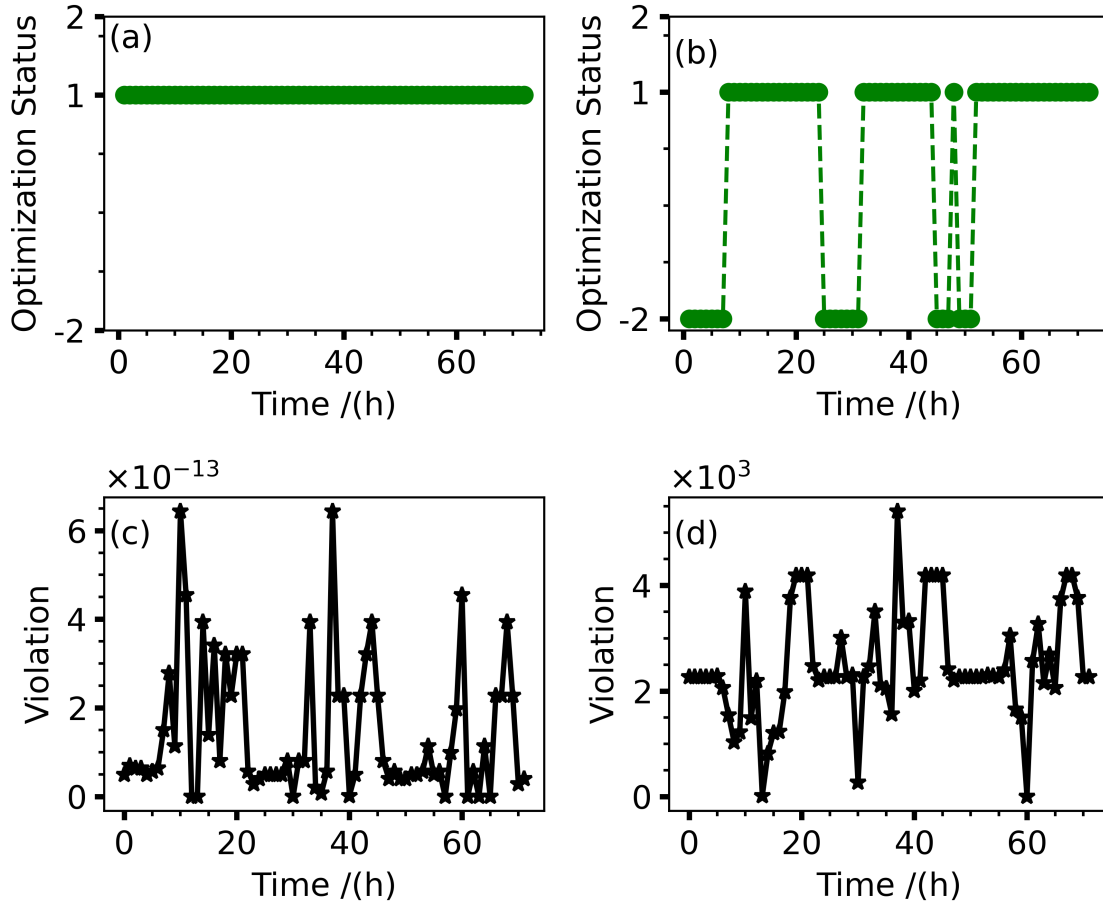 (a)
Optimization Status
2
1
-2
0 20 40 60
Time /(h)
(b)
Optimization Status
2
1
-2
0 20 40 60
Time /(h)
×10⁻¹³
(c)
Violation
6
4
2
0
0 20 40 60
Time /(h)
×10³
(d)
Violation
4
2
0
0 20 40 60
Time /(h)